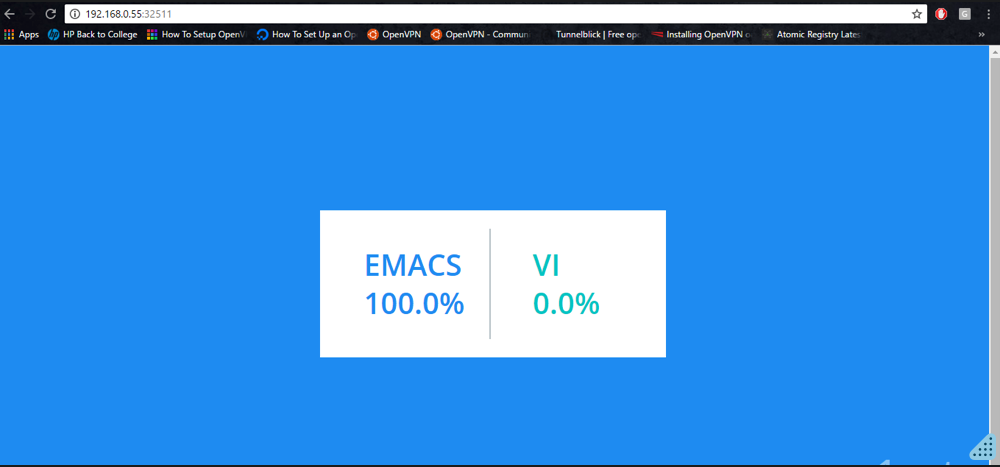 192.168.0.55:32511
Apps HP Back to College How To Setup OpenV How To Set Up an Op OpenVPN OpenVPN - Commun Tunnelblick | Free ope Installing OpenVPN o Atomic Registry Lates »
EMACS VI
100.0% 0.0%